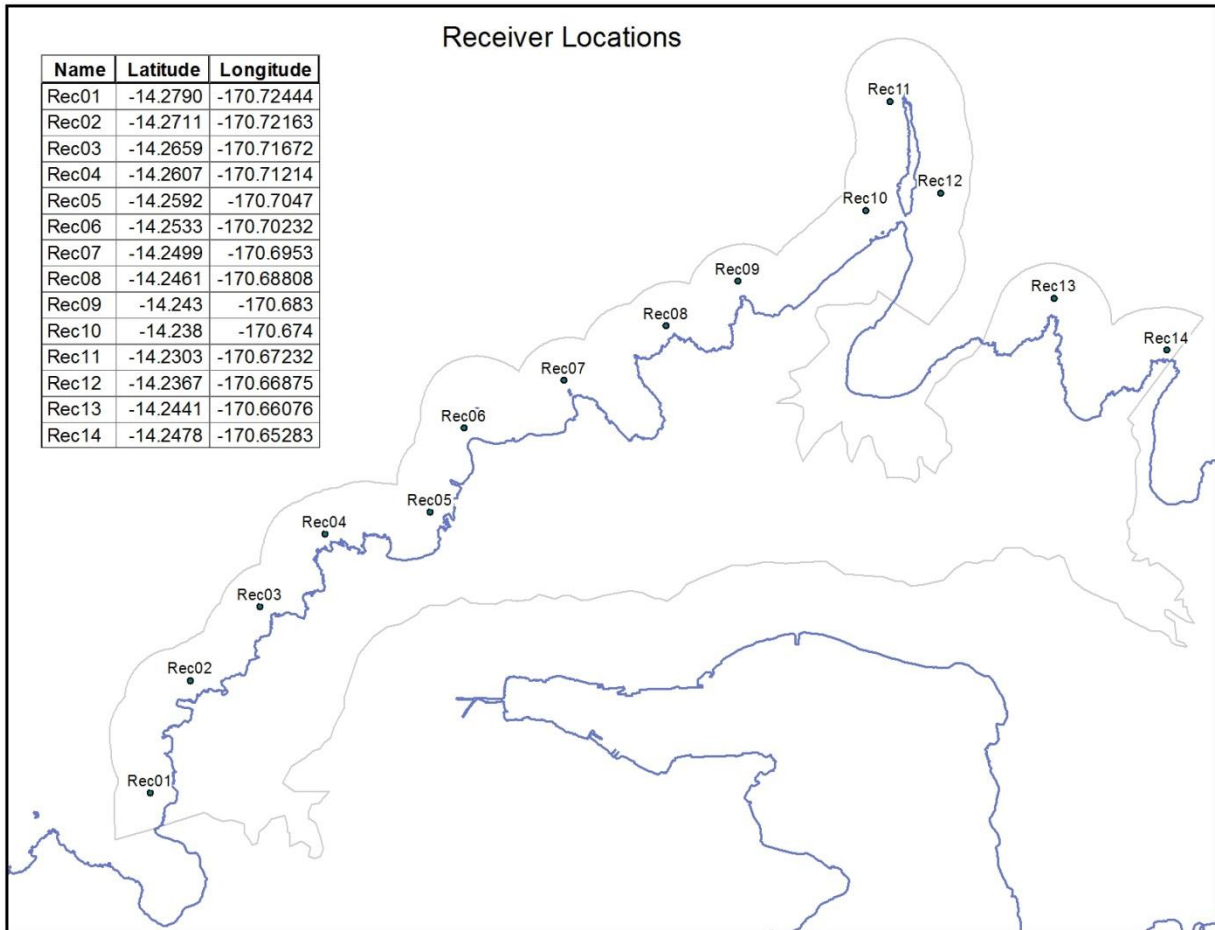 Receiver Locations
Name Latitude Longitude
Rec01 -14.2790 -170.72444
Rec02 -14.2711 -170.72163
Rec03 -14.2659 -170.71672
Rec04 -14.2607 -170.71214
Rec05 -14.2592 -170.7047
Rec06 -14.2533 -170.70232
Rec07 -14.2499 -170.6953
Rec08 -14.2461 -170.68808
Rec09 -14.243 -170.683
Rec10 -14.238 -170.674
Rec11 -14.2303 -170.67232
Rec12 -14.2367 -170.66875
Rec13 -14.2441 -170.66076
Rec14 -14.2478 -170.65283
Rec11
Rec12
Rec10
Rec09
Rec13
Rec08
Rec14
Rec07
Rec06
Rec05
Rec04
Rec03
Rec02
Rec01